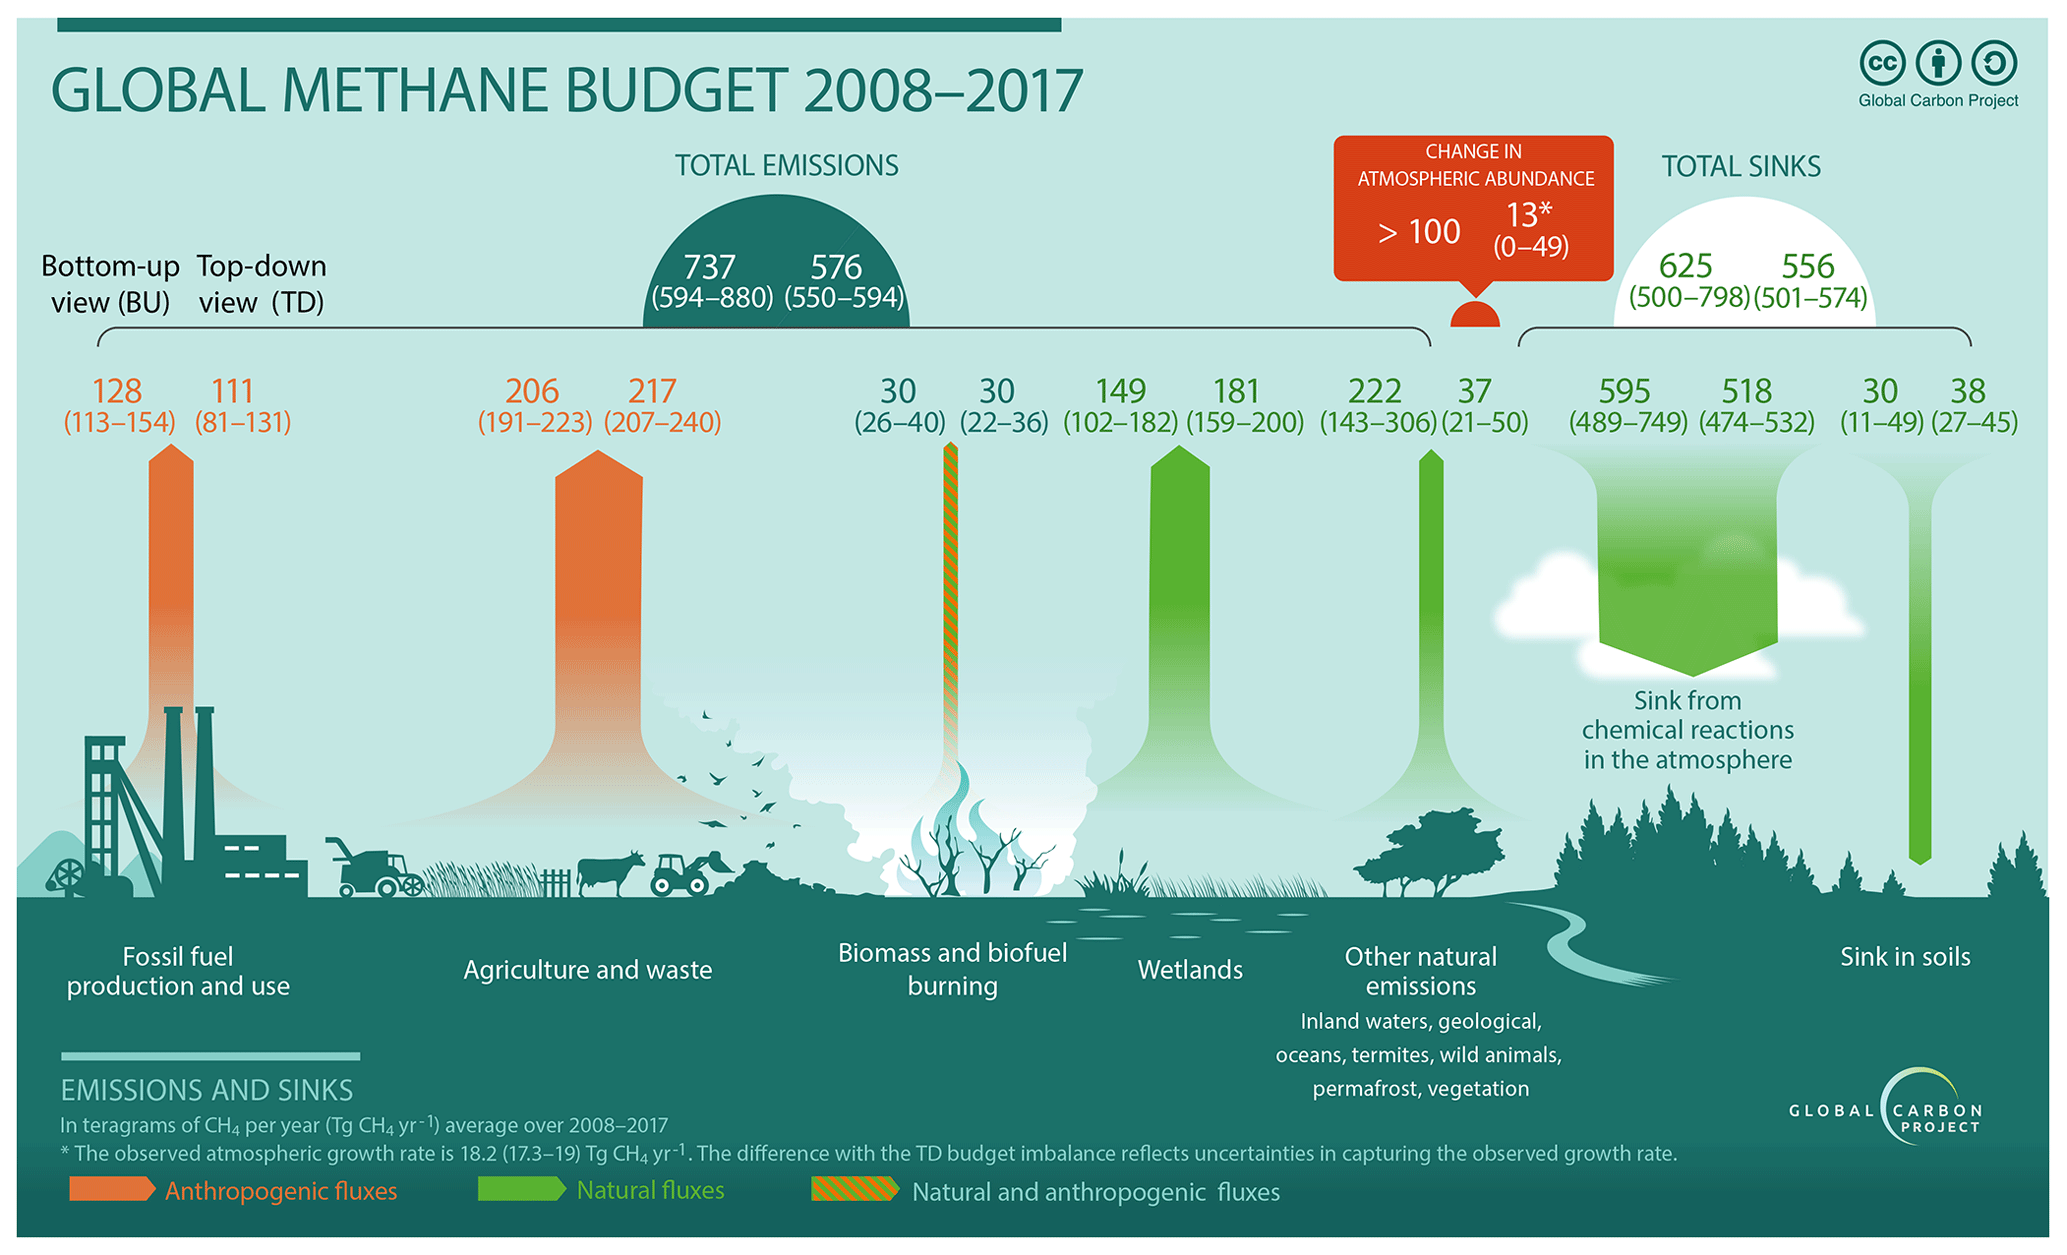 GLOBAL METHANE BUDGET 2008–2017
cc
Global Carbon Project
TOTAL EMISSIONS
CHANGE IN
ATMOSPHERIC ABUNDANCE
> 100
13*
(0–49)
TOTAL SINKS
Bottom-up
view (BU)
Top-down
view (TD)
737
(594–880)
576
(550–594)
625
(500–798)
556
(501–574)
128
(113–154)
111
(81–131)
206
(191–223)
217
(207–240)
30
(26–40)
30
(22–36)
149
(102–182)
181
(159–200)
222
(143–306)
37
(21–50)
595
(489–749)
518
(474–532)
30
(11–49)
38
(27–45)
Sink from
chemical reactions
in the atmosphere
Fossil fuel
production and use
Agriculture and waste
Biomass and biofuel
burning
Wetlands
Other natural
emissions
Inland waters, geological,
oceans, termites, wild animals,
permafrost, vegetation
Sink in soils
EMISSIONS AND SINKS
In teragrams of CH₄ per year (Tg CH₄ yr⁻¹) average over 2008–2017
* The observed atmospheric growth rate is 18.2 (17.3–19) Tg CH₄ yr⁻¹. The difference with the TD budget imbalance reflects uncertainties in capturing the observed growth rate.
Anthropogenic fluxes
Natural fluxes
Natural and anthropogenic fluxes
GLOBAL CARBON
PROJECT